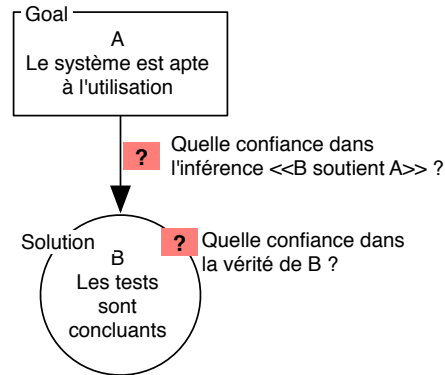 Goal
A
Le système est apte
à l'utilisation
?
Quelle confiance dans
l'inférence <<B soutient A>> ?
Solution
?
Quelle confiance dans
la vérité de B ?
B
Les tests
sont
concluants